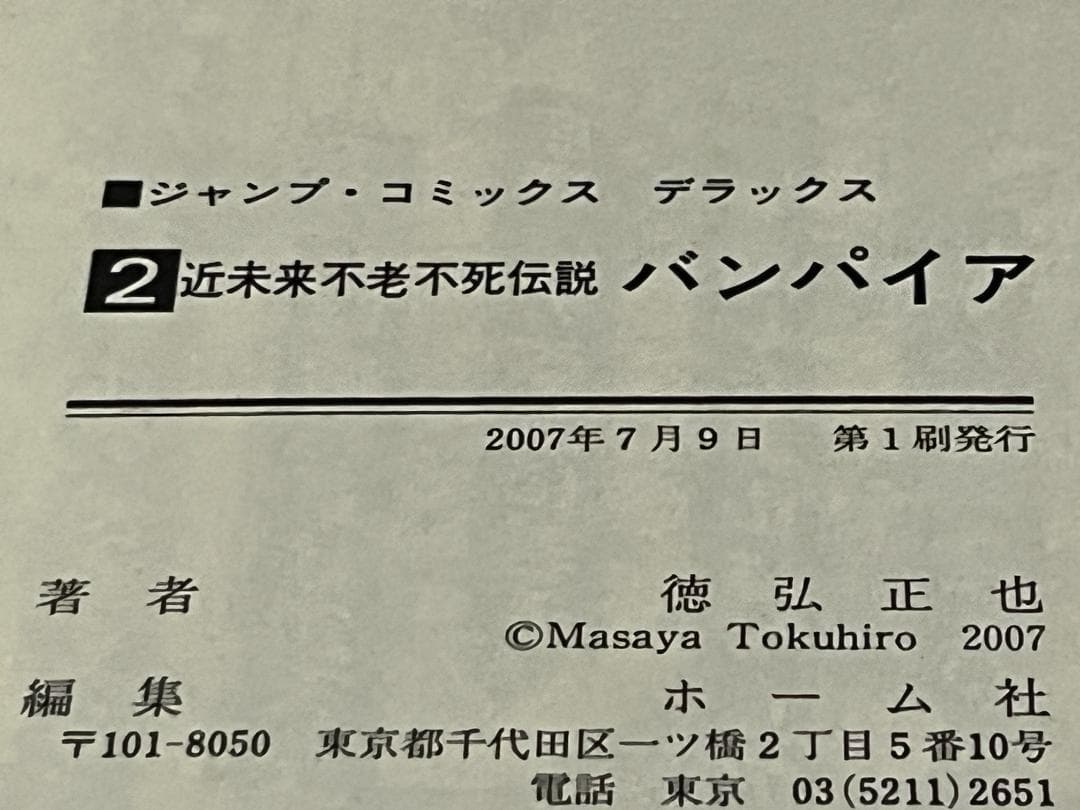 ■ジャンプ・コミックス デラックス
2 近未来不老不死伝説 バンパイア
2007年7月9日 第1刷発行
著者 徳弘正也
©Masaya Tokuhiro 2007
編集 ホーム社
〒101-8050 東京都千代田区一ツ橋2丁目5番10号
電話 東京 03(5211)2651